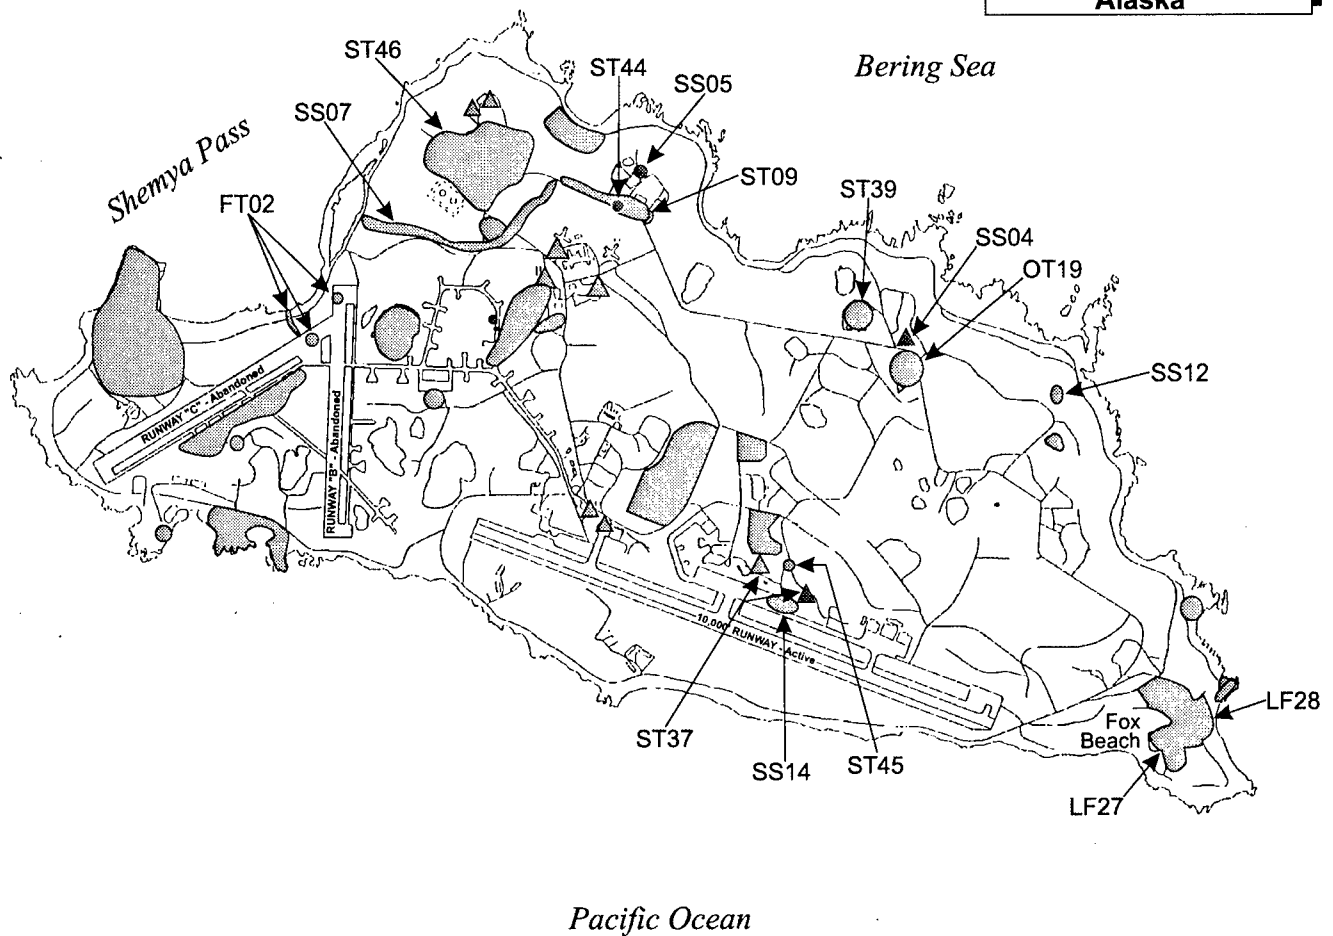 Alaska
Bering Sea
ST46
ST44
SS05
SS07
Shemya Pass
ST09
ST39
FT02
SS04
OT19
SS12
RUNWAY "C" - Abandoned
RUNWAY "B" - Abandoned
10,000' RUNWAY - Active
LF28
Fox
Beach
ST37
SS14
ST45
LF27
Pacific Ocean